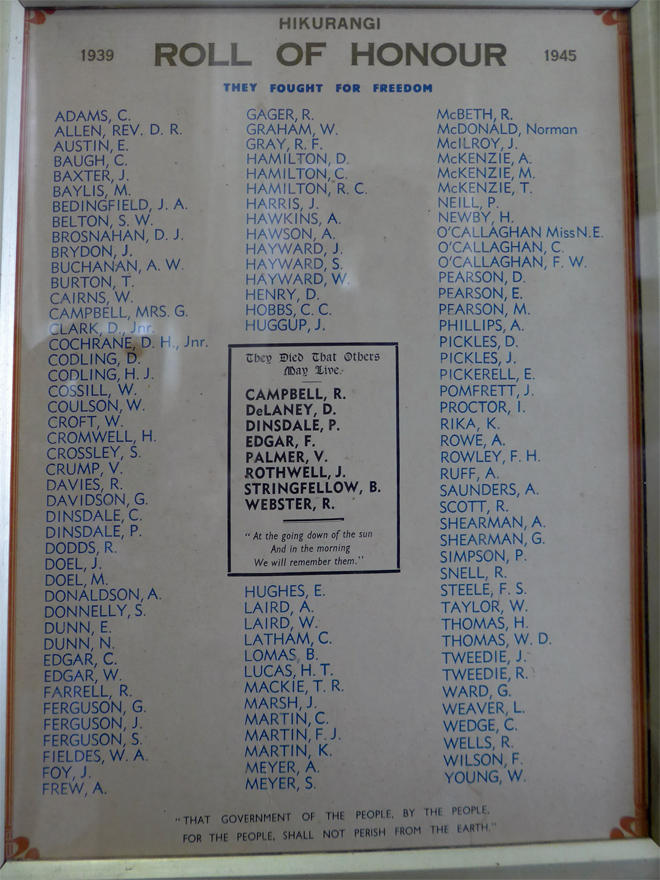 HIKURANGI
1939 ROLL OF HONOUR 1945
THEY FOUGHT FOR FREEDOM
ADAMS, C.
ALLEN, REV. D. R.
AUSTIN, E.
BAUGH, C.
BAXTER, J.
BAYLIS, M.
BEDINGFIELD, J. A.
BELTON, S. W.
BROSNAHAN, D. J.
BRYDON, J.
BUCHANAN, A. W.
BURTON, T.
CAIRNS, W.
CAMPBELL, MRS. G.
CLARK, D., Jnr.
COCHRANE, D. H., Jnr.
CODLING, D.
CODLING, H. J.
COSSILL, W.
COULSON, W.
CROFT, W.
CROMWELL, H.
CROSSLEY, S.
CRUMP, V.
DAVIES, R.
DAVIDSON, G.
DINSDALE, C.
DINSDALE, P.
DODDS, R.
DOEL, J.
DOEL, M.
DONALDSON, A.
DONNELLY, S.
DUNN, E.
DUNN, N.
EDGAR, C.
EDGAR, W.
FARRELL, R.
FERGUSON, G.
FERGUSON, J.
FERGUSON, S.
FIELDES, W. A.
FOY, J.
FREW, A.
GAGER, R.
GRAHAM, W.
GRAY, R. F.
HAMILTON, D.
HAMILTON, C.
HAMILTON, R. C.
HARRIS, J.
HAWKINS, A.
HAWSON, A.
HAYWARD, J.
HAYWARD, S.
HAYWARD, W.
HENRY, D.
HOBBS, C. C.
HUGGUP, J.
They Died That Others
May Live.
CAMPBELL, R.
DeLANEY, D.
DINSDALE, P.
EDGAR, F.
PALMER, V.
ROTHWELL, J.
STRINGFELLOW, B.
WEBSTER, R.
"At the going down of the sun
And in the morning
We will remember them."
HUGHES, E.
LAIRD, A.
LAIRD, W.
LATHAM, C.
LOMAS, B.
LUCAS, H. T.
MACKIE, T. R.
MARSH, J.
MARTIN, C.
MARTIN, F. J.
MARTIN, K.
MEYER, A.
MEYER, S.
McBETH, R.
McDONALD, Norman
McILROY, J.
McKENZIE, A.
McKENZIE, M.
McKENZIE, T.
NEILL, P.
NEWBY, H.
O'CALLAGHAN Miss N.E.
O'CALLAGHAN, C.
O'CALLAGHAN, F. W.
PEARSON, D.
PEARSON, E.
PEARSON, M.
PHILLIPS, A.
PICKLES, D.
PICKLES, J.
PICKERELL, E.
POMFRETT, J.
PROCTOR, I.
RIKA, K.
ROWE, A.
ROWLEY, F. H.
RUFF, A.
SAUNDERS, A.
SCOTT, R.
SHEARMAN, A.
SHEARMAN, G.
SIMPSON, P.
SNELL, R.
STEELE, F. S.
TAYLOR, W.
THOMAS, H.
THOMAS, W. D.
TWEEDIE, J.
TWEEDIE, R.
WARD, G.
WEAVER, L.
WEDGE, C.
WELLS, R.
WILSON, F.
YOUNG, W.
"THAT GOVERNMENT OF THE PEOPLE, BY THE PEOPLE,
FOR THE PEOPLE, SHALL NOT PERISH FROM THE EARTH."